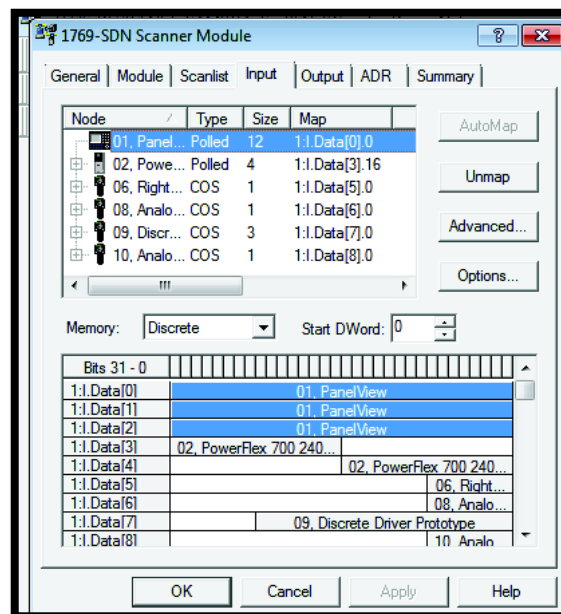 1769-SDN Scanner Module
General Module Scanlist Input Output ADR Summary
Node Type Size Map
01, Panel... Polled 12 1:I.Data[0].0
02, Powe... Polled 4 1:I.Data[3].16
06, Right... COS 1 1:I.Data[5].0
08, Analo... COS 1 1:I.Data[6].0
09, Discr... COS 3 1:I.Data[7].0
10, Analo... COS 1 1:I.Data[8].0
AutoMap
Unmap
Advanced...
Options...
Memory: Discrete Start DWord: 0
Bits 31 - 0
1:I.Data[0] 01, PanelView
1:I.Data[1] 01, PanelView
1:I.Data[2] 01, PanelView
1:I.Data[3] 02, PowerFlex 700 240...
1:I.Data[4] 02, PowerFlex 700 240...
1:I.Data[5] 06, Right...
1:I.Data[6] 08, Analo...
1:I.Data[7] 09, Discrete Driver Prototype
1:I.Data[8] 10, Analo
OK Cancel Apply Help